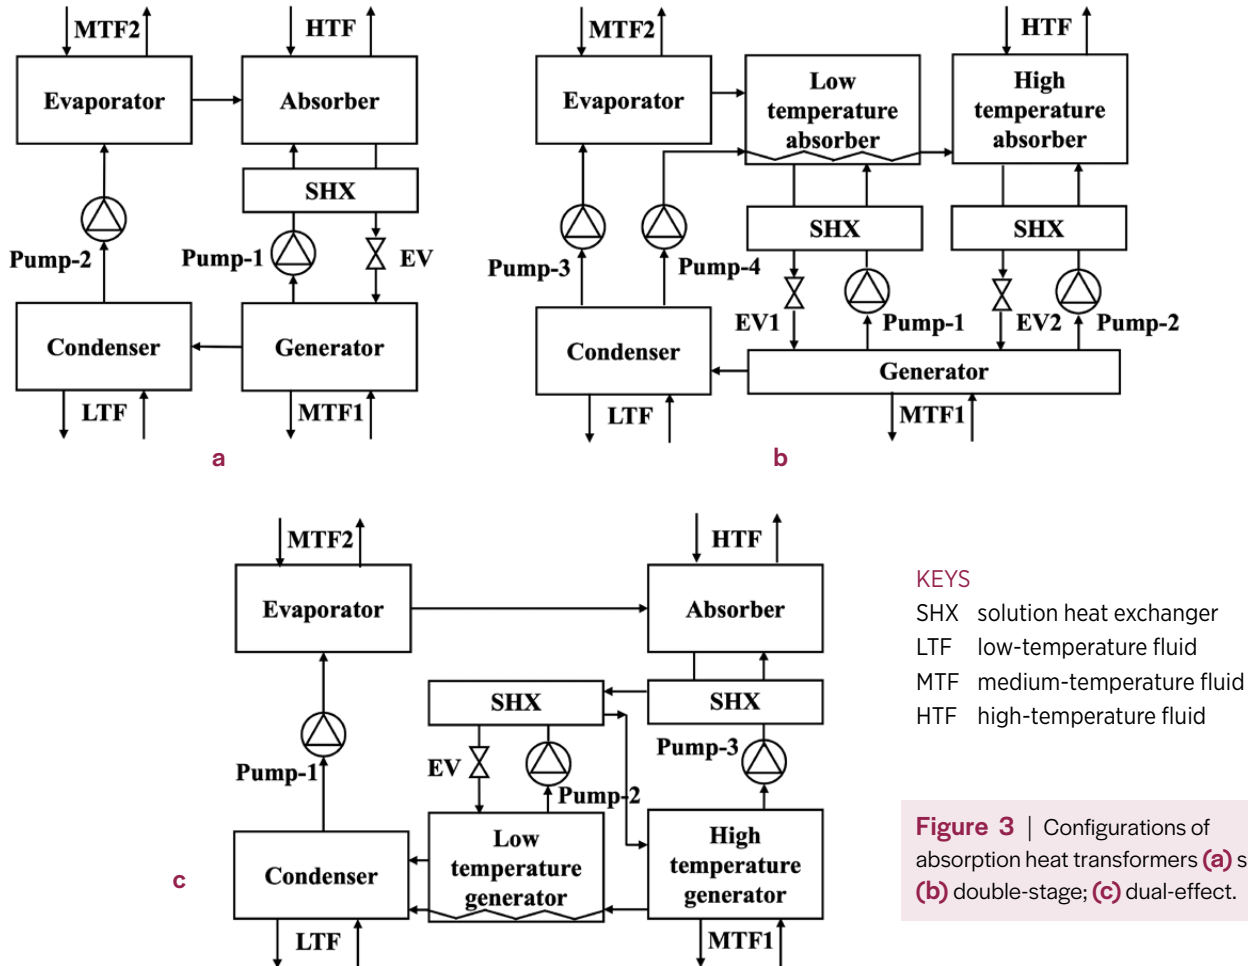 MTF2
HTF
Evaporator
Absorber
SHX
Pump-2
Pump-1
EV
Condenser
Generator
LTF
MTF1
a
MTF2
HTF
Evaporator
Low
temperature
absorber
High
temperature
absorber
SHX
SHX
Pump-3
Pump-4
EV1
Pump-1
EV2
Pump-2
Condenser
Generator
LTF
MTF1
b
MTF2
HTF
Evaporator
Absorber
SHX
SHX
Pump-1
EV
Pump-2
Pump-3
Condenser
Low
temperature
generator
High
temperature
generator
LTF
MTF1
c
KEYS
SHX solution heat exchanger
LTF low-temperature fluid
MTF medium-temperature fluid
HTF high-temperature fluid
Figure 3 | Configurations of
absorption heat transformers (a) s
(b) double-stage; (c) dual-effect.